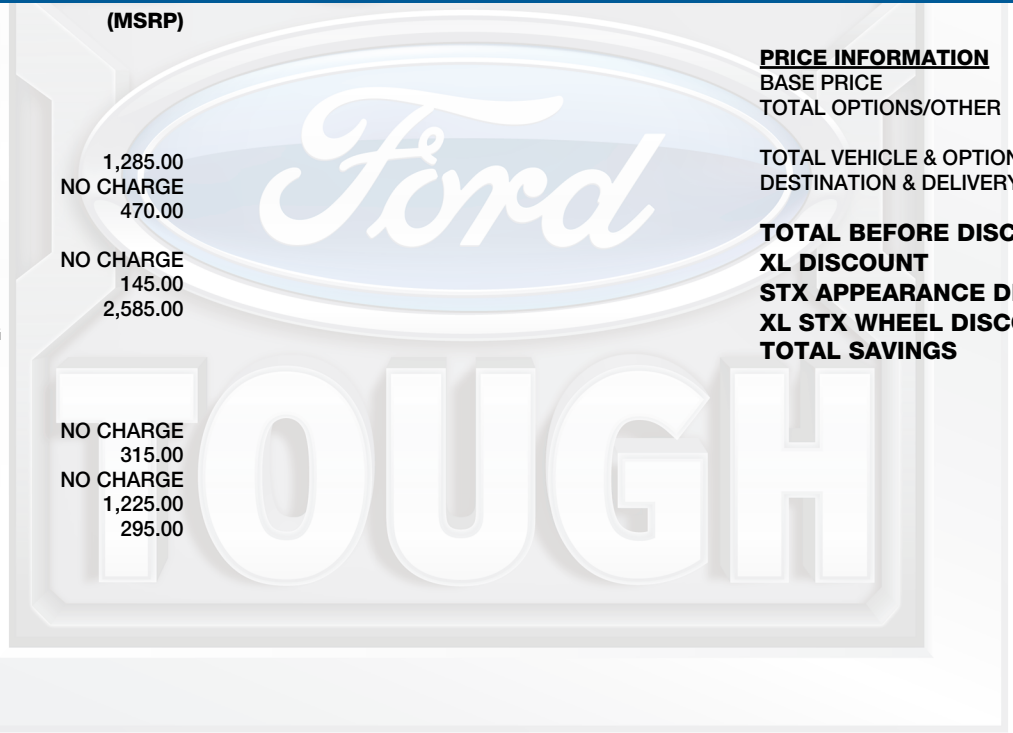 (MSRP)
1,285.00
NO CHARGE
470.00
NO CHARGE
145.00
2,585.00
NO CHARGE
315.00
NO CHARGE
1,225.00
295.00
PRICE INFORMATION
BASE PRICE
TOTAL OPTIONS/OTHER
TOTAL VEHICLE & OPTION
DESTINATION & DELIVERY
TOTAL BEFORE DISC
XL DISCOUNT
STX APPEARANCE D
XL STX WHEEL DISCO
TOTAL SAVINGS
Ford
TOUGH